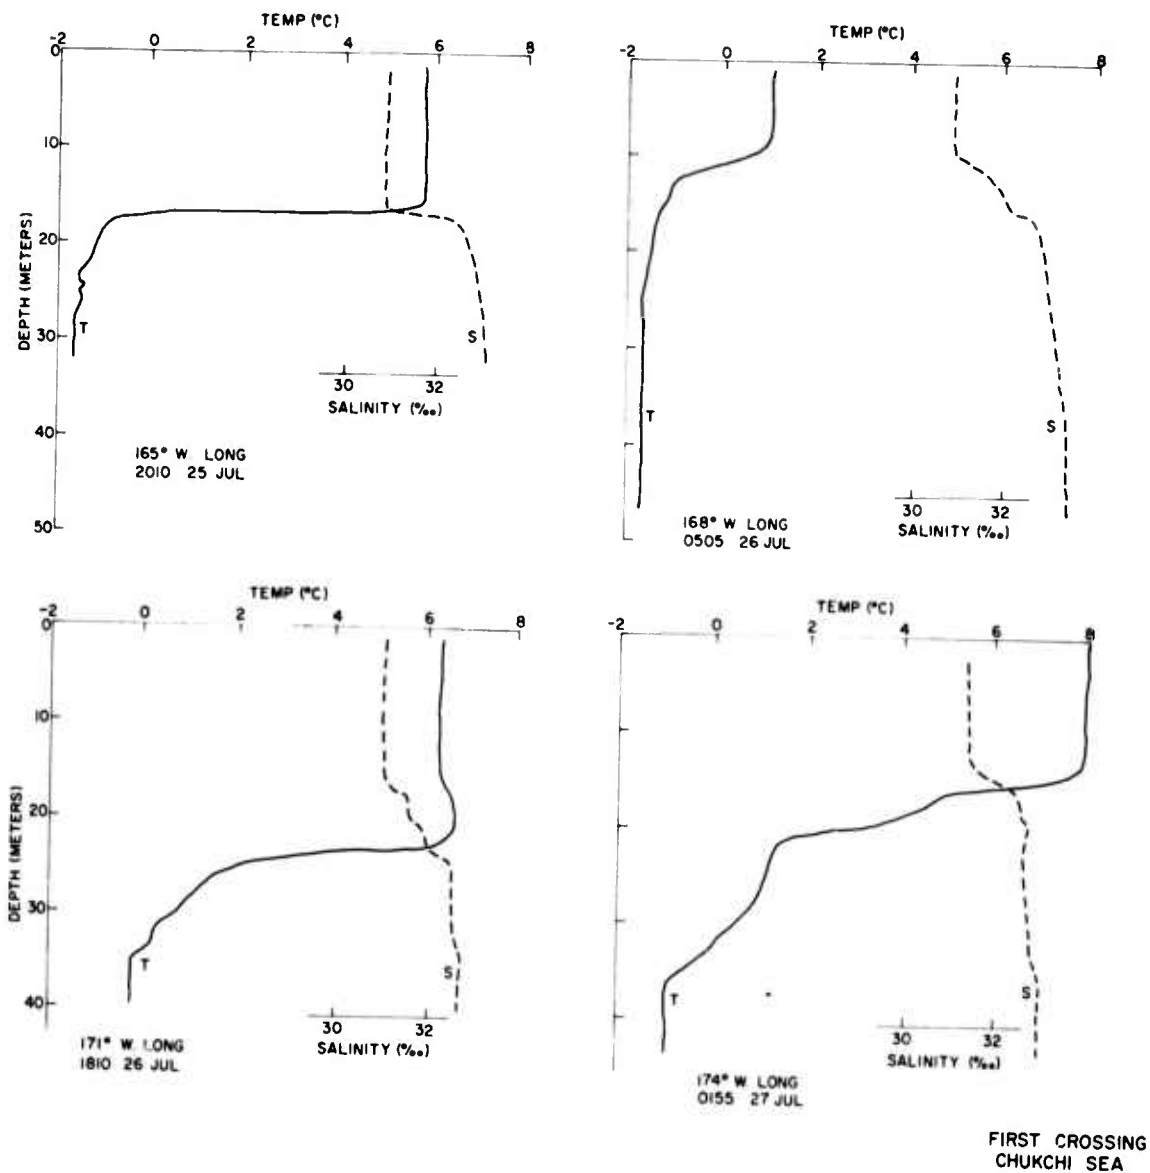 TEMP (°C)
-2 0 2 4 6 8
0
10
20
30
40
50
DEPTH (METERS)
T
S
30 32
SALINITY (‰)
165° W. LONG
2010 25 JUL
TEMP (°C)
-2 0 2 4 6 8
T
S
30 32
SALINITY (‰)
168° W LONG
0505 26 JUL
TEMP (°C)
-2 0 2 4 6 8
0
10
20
30
40
DEPTH (METERS)
T
S
30 32
SALINITY (‰)
171° W. LONG
1810 26 JUL
TEMP (°C)
-2 0 2 4 6 8
T
S
30 32
SALINITY (‰)
174° W LONG
0155 27 JUL
FIRST CROSSING
CHUKCHI SEA